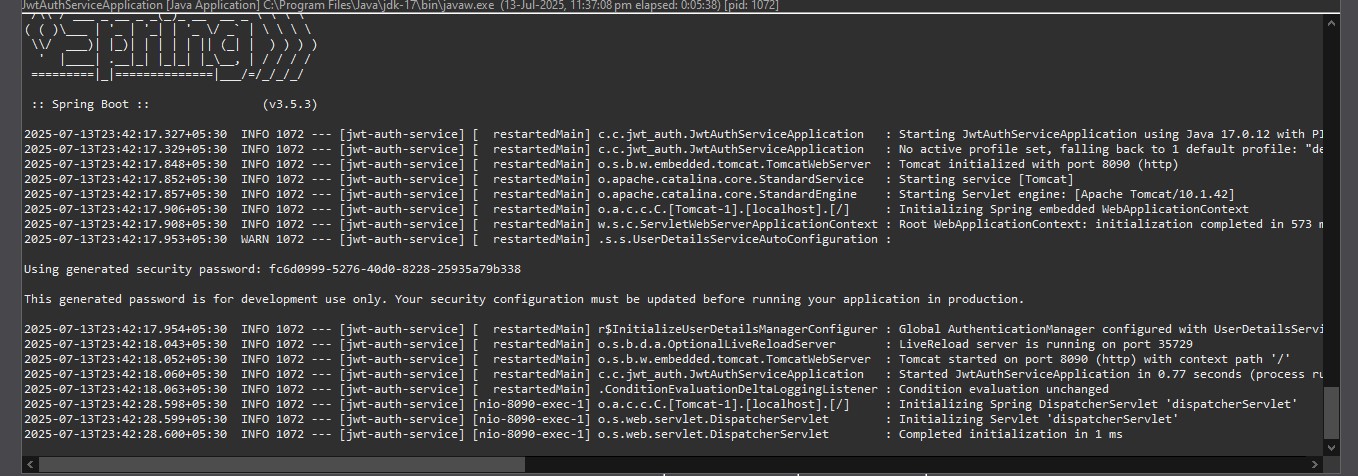 JwtAuthServiceApplication [Java Application] C:\Program Files\Java\jdk-17\bin\javaw.exe  (13-Jul-2025, 11:37:08 pm elapsed: 0:05:38) [pid: 1072]
 :: Spring Boot ::                (v3.5.3)
2025-07-13T23:42:17.327+05:30  INFO 1072 --- [jwt-auth-service] [  restartedMain] c.c.jwt_auth.JwtAuthServiceApplication   : Starting JwtAuthServiceApplication using Java 17.0.12 with PI
2025-07-13T23:42:17.329+05:30  INFO 1072 --- [jwt-auth-service] [  restartedMain] c.c.jwt_auth.JwtAuthServiceApplication   : No active profile set, falling back to 1 default profile: "de
2025-07-13T23:42:17.848+05:30  INFO 1072 --- [jwt-auth-service] [  restartedMain] o.s.b.w.embedded.tomcat.TomcatWebServer  : Tomcat initialized with port 8090 (http)
2025-07-13T23:42:17.852+05:30  INFO 1072 --- [jwt-auth-service] [  restartedMain] o.apache.catalina.core.StandardService   : Starting service [Tomcat]
2025-07-13T23:42:17.857+05:30  INFO 1072 --- [jwt-auth-service] [  restartedMain] o.apache.catalina.core.StandardEngine    : Starting Servlet engine: [Apache Tomcat/10.1.42]
2025-07-13T23:42:17.906+05:30  INFO 1072 --- [jwt-auth-service] [  restartedMain] o.a.c.c.C.[Tomcat-1].[localhost].[/]     : Initializing Spring embedded WebApplicationContext
2025-07-13T23:42:17.908+05:30  INFO 1072 --- [jwt-auth-service] [  restartedMain] w.s.c.ServletWebServerApplicationContext : Root WebApplicationContext: initialization completed in 573 m
2025-07-13T23:42:17.953+05:30  WARN 1072 --- [jwt-auth-service] [  restartedMain] .s.s.UserDetailsServiceAutoConfiguration :
Using generated security password: fc6d0999-5276-40d0-8228-25935a79b338
This generated password is for development use only. Your security configuration must be updated before running your application in production.
2025-07-13T23:42:17.954+05:30  INFO 1072 --- [jwt-auth-service] [  restartedMain] r$InitializeUserDetailsManagerConfigurer : Global AuthenticationManager configured with UserDetailsServi
2025-07-13T23:42:18.043+05:30  INFO 1072 --- [jwt-auth-service] [  restartedMain] o.s.b.d.a.OptionalLiveReloadServer       : LiveReload server is running on port 35729
2025-07-13T23:42:18.052+05:30  INFO 1072 --- [jwt-auth-service] [  restartedMain] o.s.b.w.embedded.tomcat.TomcatWebServer  : Tomcat started on port 8090 (http) with context path '/'
2025-07-13T23:42:18.060+05:30  INFO 1072 --- [jwt-auth-service] [  restartedMain] c.c.jwt_auth.JwtAuthServiceApplication   : Started JwtAuthServiceApplication in 0.77 seconds (process ru
2025-07-13T23:42:18.063+05:30  INFO 1072 --- [jwt-auth-service] [  restartedMain] .ConditionEvaluationDeltaLoggingListener : Condition evaluation unchanged
2025-07-13T23:42:28.598+05:30  INFO 1072 --- [jwt-auth-service] [nio-8090-exec-1] o.a.c.c.C.[Tomcat-1].[localhost].[/]     : Initializing Spring DispatcherServlet 'dispatcherServlet'
2025-07-13T23:42:28.599+05:30  INFO 1072 --- [jwt-auth-service] [nio-8090-exec-1] o.s.web.servlet.DispatcherServlet        : Initializing Servlet 'dispatcherServlet'
2025-07-13T23:42:28.600+05:30  INFO 1072 --- [jwt-auth-service] [nio-8090-exec-1] o.s.web.servlet.DispatcherServlet        : Completed initialization in 1 ms